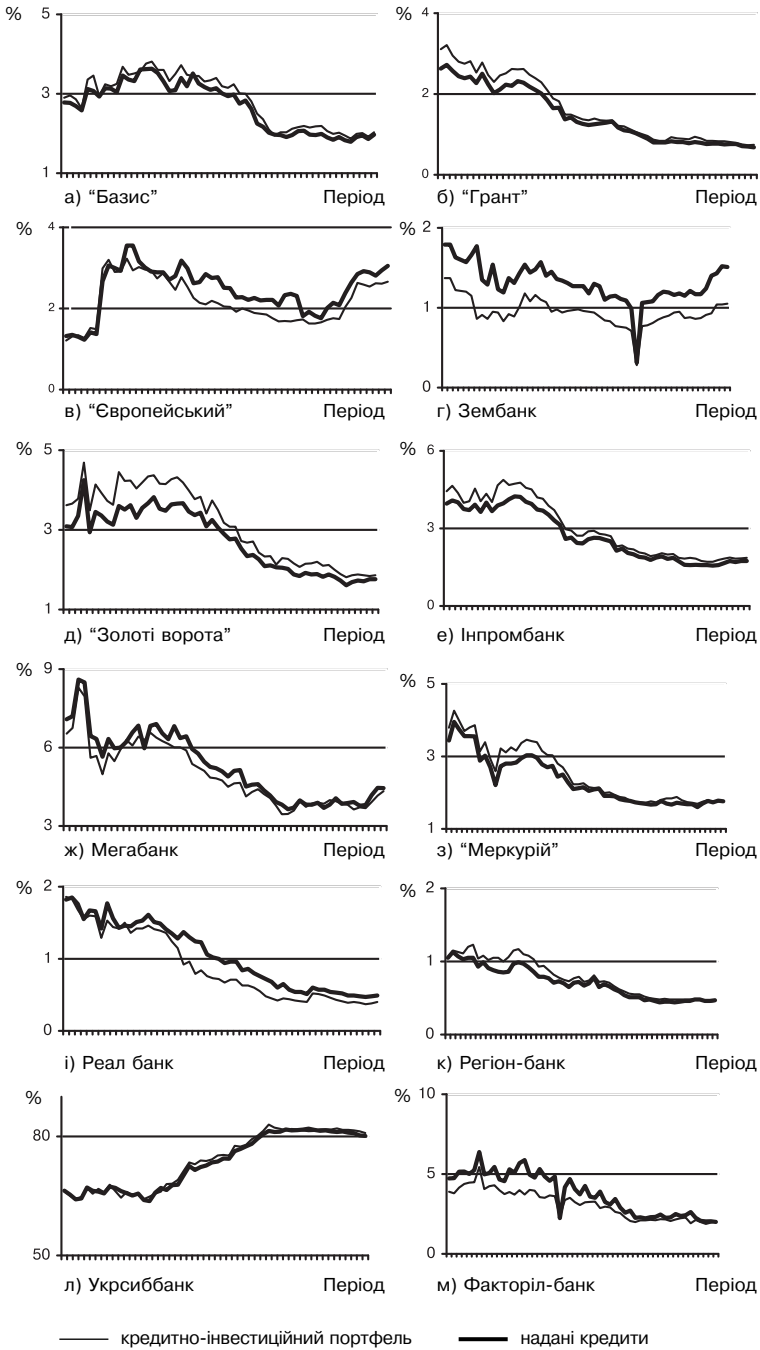 % 5 % 4
3 2
1 0
а) “Базис” Період б) “Грант” Період
% 4 % 2
2 1
0 0
в) “Європейський” Період г) Зембанк Період
% 5 % 6
3 3
1 0
д) “Золоті ворота” Період е) Інпромбанк Період
% 9 % 5
6 3
3 1
ж) Мегабанк Період з) “Меркурій” Період
% 2 % 2
1 1
0 0
і) Реал банк Період к) Регіон-банк Період
% % 10
80 5
50 0
л) Укрсиббанк Період м) Факторіл-банк Період
кредитно-інвестиційний портфель надані кредити